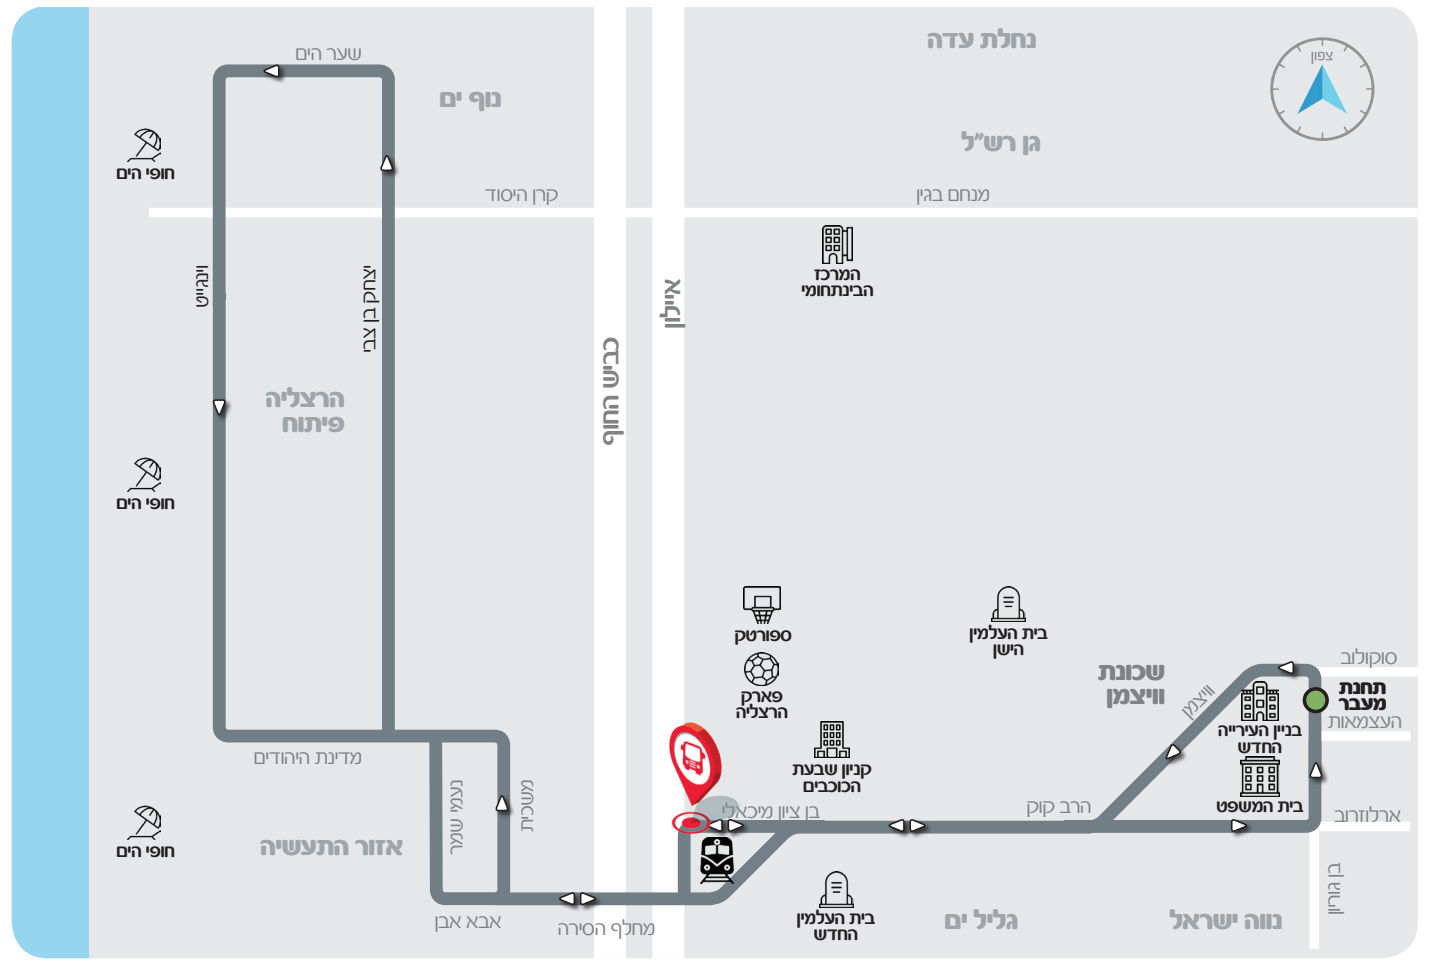 נחלת עדה
צפון
שער הים
נוף ים
גן רש"ל
חופי הים
קרן היסוד
מנחם בגין
המרכז
הבינתחומי
וינגייט
יצחק בן צבי
איילון
כביש החוף
הרצליה
פיתוח
חופי הים
ספורטק
בית העלמין
הישן
סוקולוב
שכונת
וויצמן
וויצמן
תחנת
מעבר
פארק
הרצליה
העצמאות
בניין העירייה
החדש
מדינת היהודים
קניון שבעת
הכוכבים
נעמי שמר
משכית
בן ציון מיכאלי
הרב קוק
בית המשפט
ארלוזרוב
חופי הים
אזור התעשיה
בן גוריון
אבא אבן
מחלף הסירה
בית העלמין
החדש
גליל ים
נווה ישראל